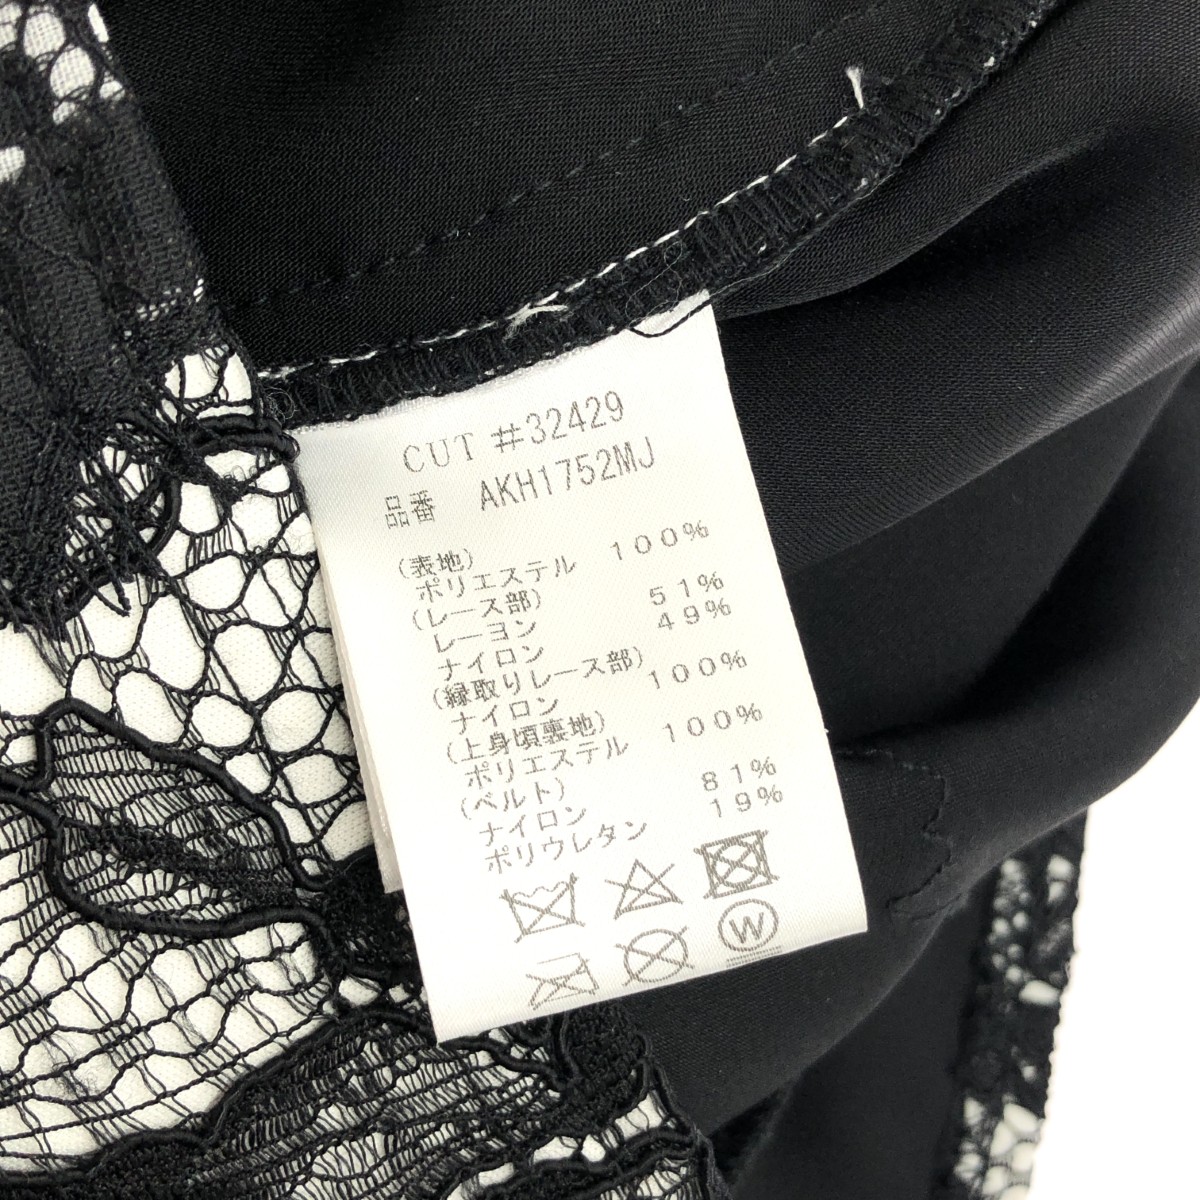 CUT #32429
品番 AKH1752MJ
(表地)
ポリエステル 100%
(レース部)
レーヨン 51%
ナイロン 49%
(縁取りレース部)
ナイロン 100%
(上身頃裏地)
ポリエステル 100%
(ベルト)
ナイロン 81%
ポリウレタン 19%
W